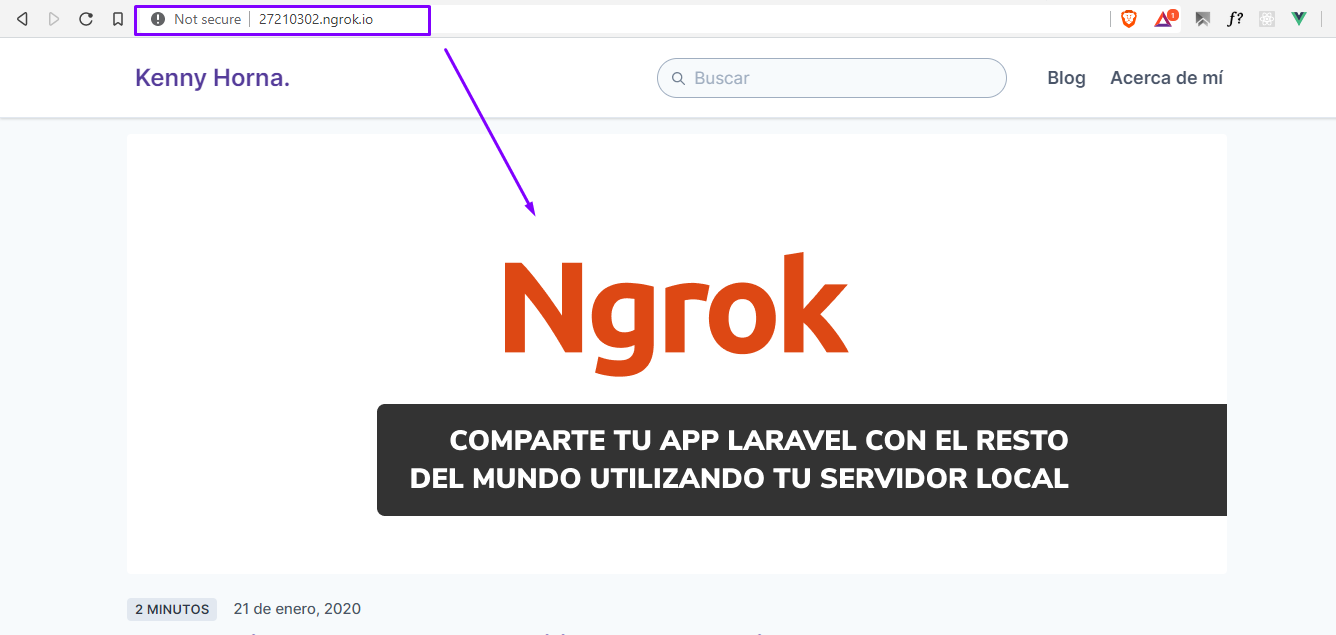 Not secure | 27210302.ngrok.io
1
f?
Kenny Horna.
Buscar
Blog
Acerca de mí
Ngrok
COMPARTE TU APP LARAVEL CON EL RESTO
DEL MUNDO UTILIZANDO TU SERVIDOR LOCAL
2 MINUTOS
21 de enero, 2020